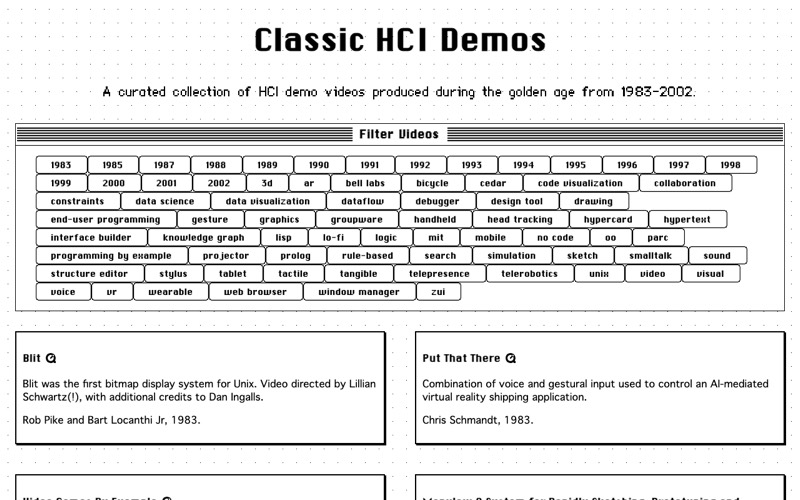 Classic HCI Demos
A curated collection of HCI demo videos produced during the golden age from 1983-2002.
Filter Videos
1983 1985 1987 1988 1989 1990 1991 1992 1993 1994 1995 1996 1997 1998
1999 2000 2001 2002 3d ar bell labs bicycle cedar code visualization collaboration
constraints data science data visualization dataflow debugger design tool drawing
end-user programming gesture graphics groupware handheld head tracking hypercard hypertext
interface builder knowledge graph lisp lo-fi logic mit mobile no code oo parc
programming by example projector prolog rule-based search simulation sketch smalltalk sound
structure editor stylus tablet tactile tangible telepresence telerobotics unix video visual
voice vr wearable web browser window manager zui
Blit
Blit was the first bitmap display system for Unix. Video directed by Lillian
Schwartz(!), with additional credits to Dan Ingalls.
Rob Pike and Bart Locanthi Jr, 1983.
Put That There
Combination of voice and gestural input used to control an AI-mediated
virtual reality shipping application.
Chris Schmandt, 1983.